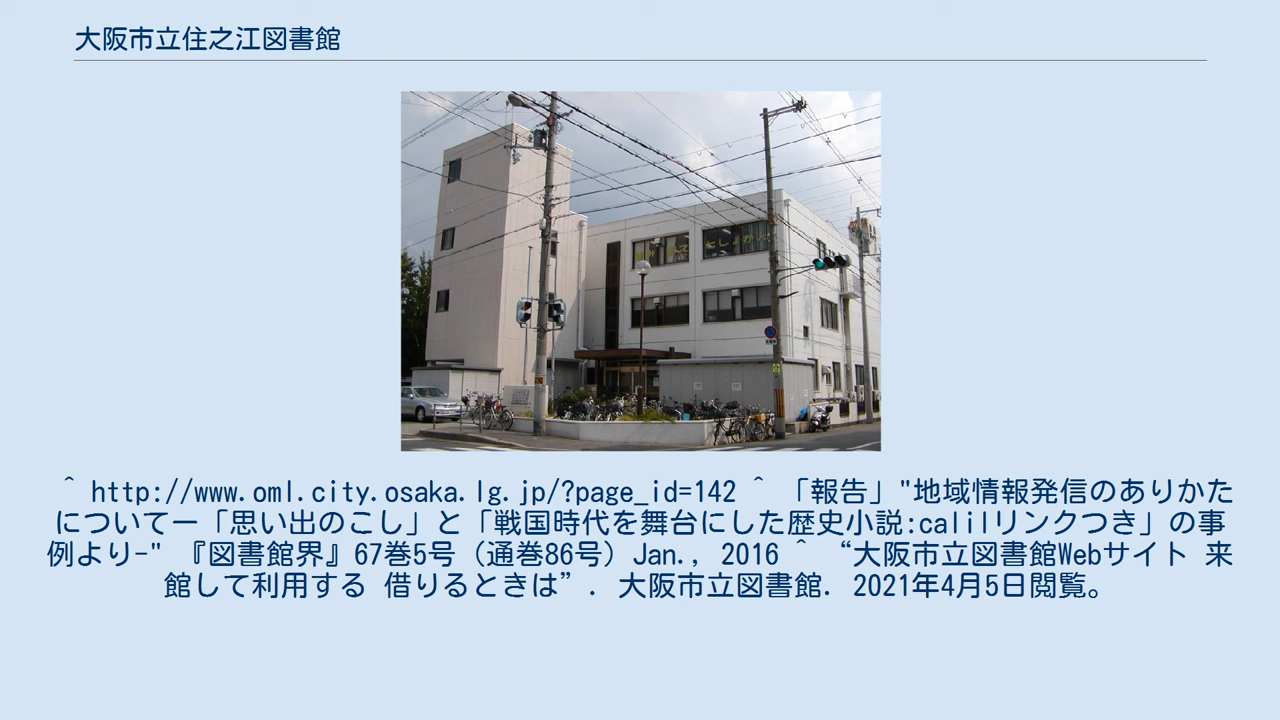 大阪市立住之江図書館
としょかん
^ http://www.oml.city.osaka.lg.jp/?page_id=142 ^ 「報告」"地域情報発信のありかた
についてー「思い出のこし」と「戦国時代を舞台にした歴史小説:calilリンクつき」の事
例より-" 『図書館界』67巻5号（通巻86号）Jan., 2016 ^ “大阪市立図書館Webサイト 来
館して利用する 借りるときは”. 大阪市立図書館. 2021年4月5日閲覧。